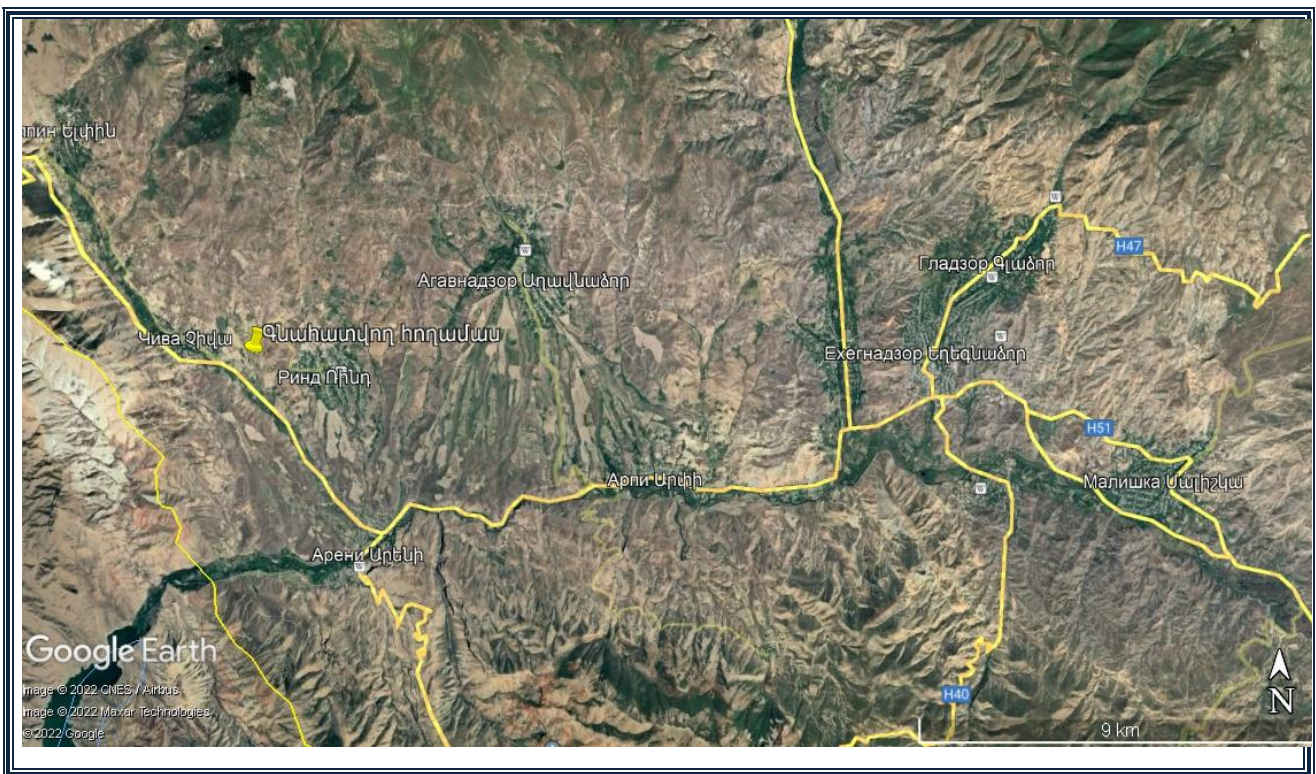 ппин Ելփին
H47
Гладзор Գլաձոր
Агавнадзор Աղավնաձոր
Чива Չիվա
Գնահատվող հողամաս
Ринд Ռինդ
Ехегнадзор Եղեգնաձոր
H51
Арпи Արփի
Малишка Մալիշկա
Арени Արենի
Google Earth
Image © 2022 CNES / Airbus
Image © 2022 Maxar Technologies
© 2022 Google
H40
N
9 km